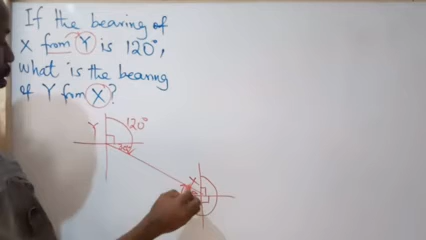 If the bearing of
X from Y is 120°,
what is the bearing
of Y from X?
Y 120°
30°
X